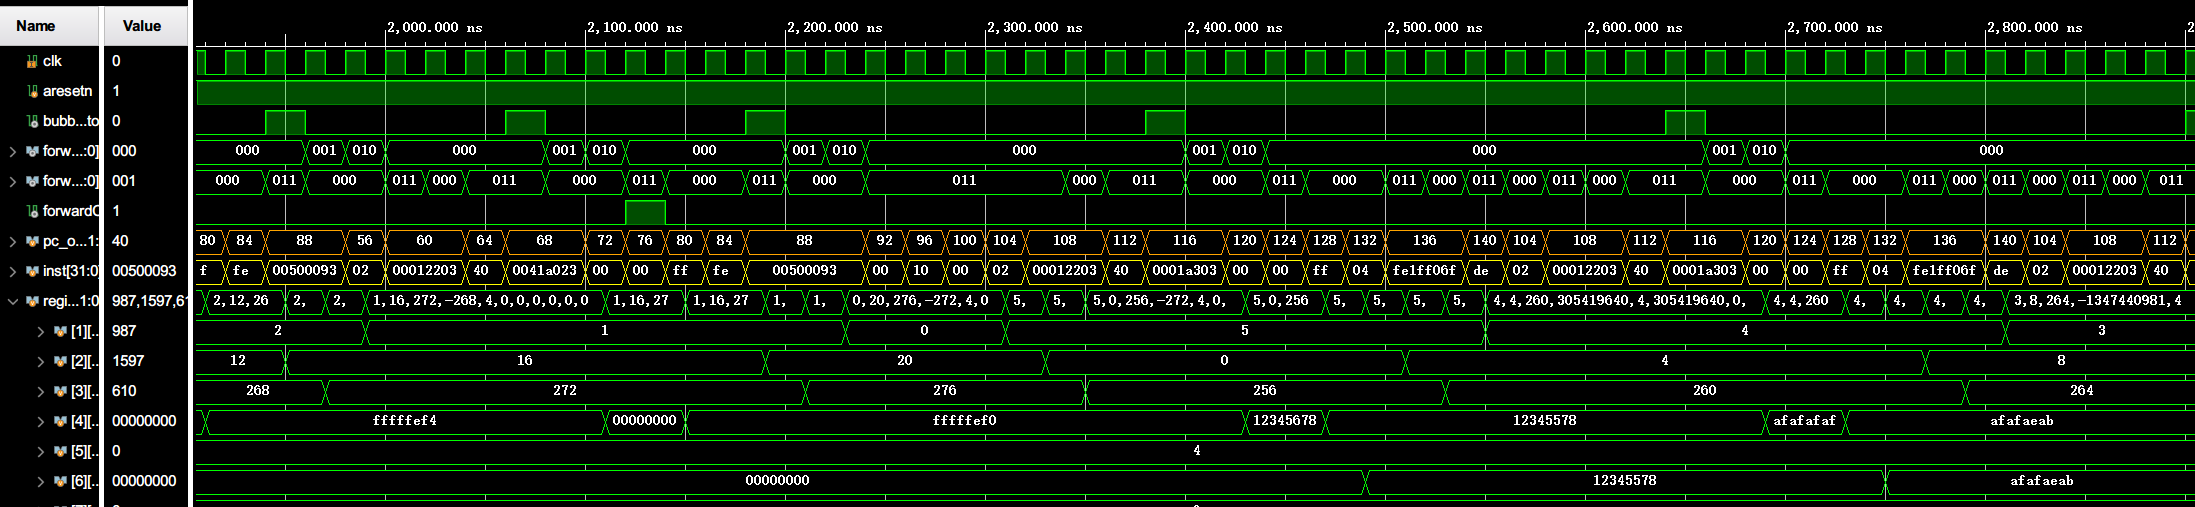 Name Value 2,000.000 ns 2,100.000 ns 2,200.000 ns 2,300.000 ns 2,400.000 ns 2,500.000 ns 2,600.000 ns 2,700.000 ns 2,800.000 ns 2
clk 0
aresetn 1
bubb...to 0
forw...:0] 000 000 001 010 000 001 010 000 001 010 000 001 010 000 001 010 000
forw...:0] 001 000 011 000 011 000 011 000 011 000 011 000 011 000 011 000 011 000 011 000 011 000 011 000 011 000 011 000 011 000 011 000 011
forwardC 1
pc_o...1: 40 80 84 88 56 60 64 68 72 76 80 84 88 92 96 100 104 108 112 116 120 124 128 132 136 140 104 108 112 116 120 124 128 132 136 140 104 108 112
inst[31:0] 00500093 f fe 00500093 02 00012203 40 0041a023 00 00 ff fe 00500093 00 10 00 02 00012203 40 0001a303 00 00 ff 04 fe1ff06f de 02 00012203 40 0001a303 00 00 ff 04 fe1ff06f de 02 00012203 40
regi...1:0 987,1597,6 2,12,26 2, 2, 1,16,272,-268,4,0,0,0,0,0,0 1,16,27 1,16,27 1, 1, 0,20,276,-272,4,0 5, 5, 5,0,256,-272,4,0, 5,0,256 5, 5, 5, 5, 4,4,260,305419640,4,305419640,0, 4,4,260 4, 4, 4, 4, 3,8,264,-1347440981,4
[1][.. 987 2 1 0 5 4 3
[2][.. 1597 12 16 20 0 4 8
[3][.. 610 268 272 276 256 260 264
[4][.. 00000000 fffffef4 00000000 fffffef0 12345678 12345578 afafafaf afafaeab
[5][.. 0 4
[6][.. 00000000 00000000 12345578 afafaeab